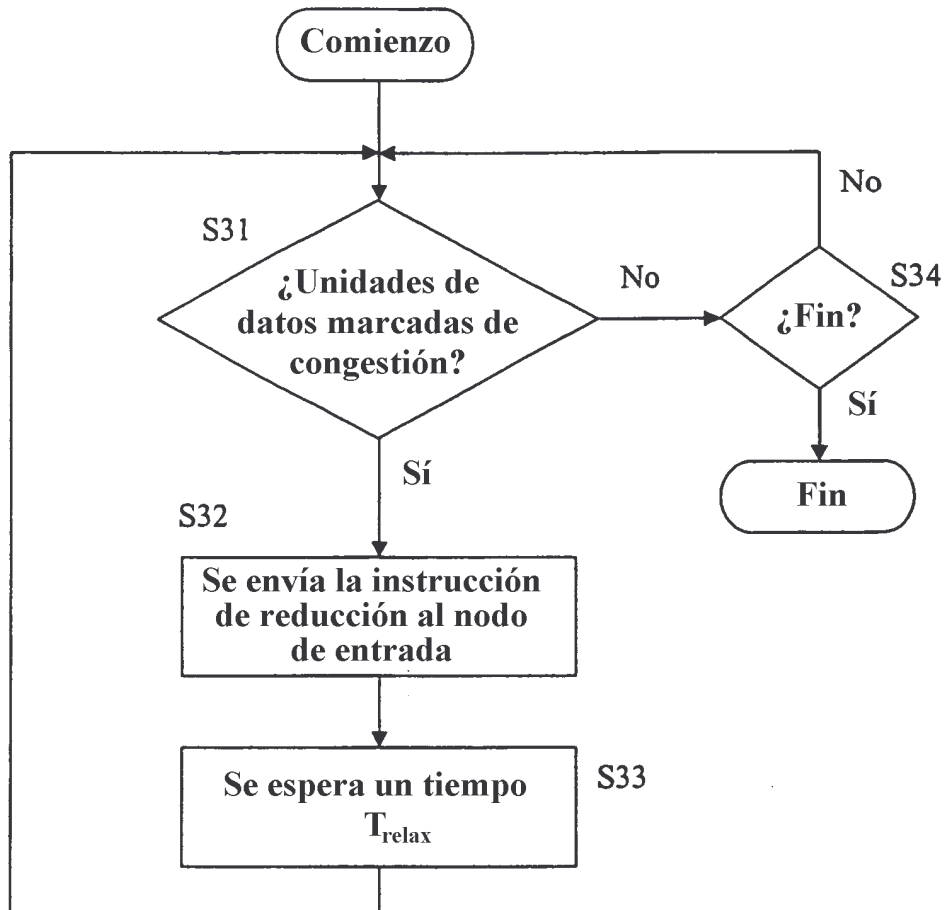 Comienzo
No
S31
S34
¿Unidades de
datos marcadas de
congestión?
No
¿Fin?
Sí
Sí
Fin
S32
Se envía la instrucción
de reducción al nodo
de entrada
Se espera un tiempo
T_relax
S33